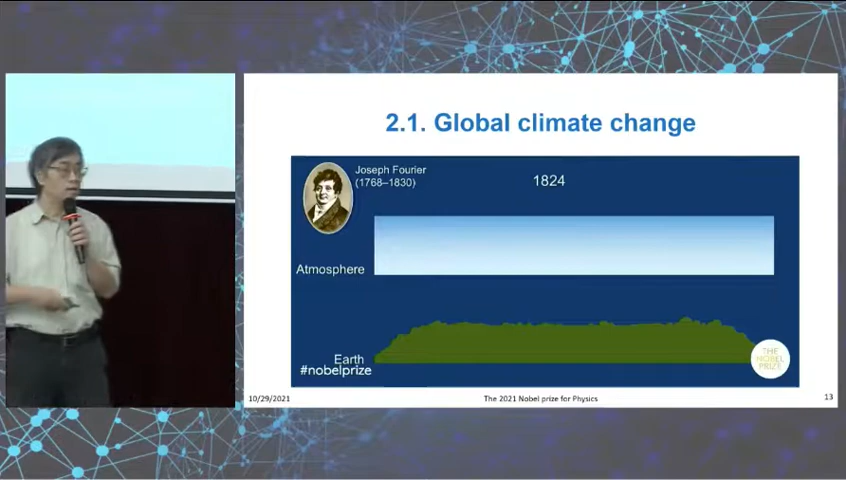 2.1. Global climate change
Joseph Fourier
(1768–1830)
1824
Atmosphere
Earth
#nobelprize
THE
NOBEL
PRIZE
10/29/2021
The 2021 Nobel prize for Physics
13